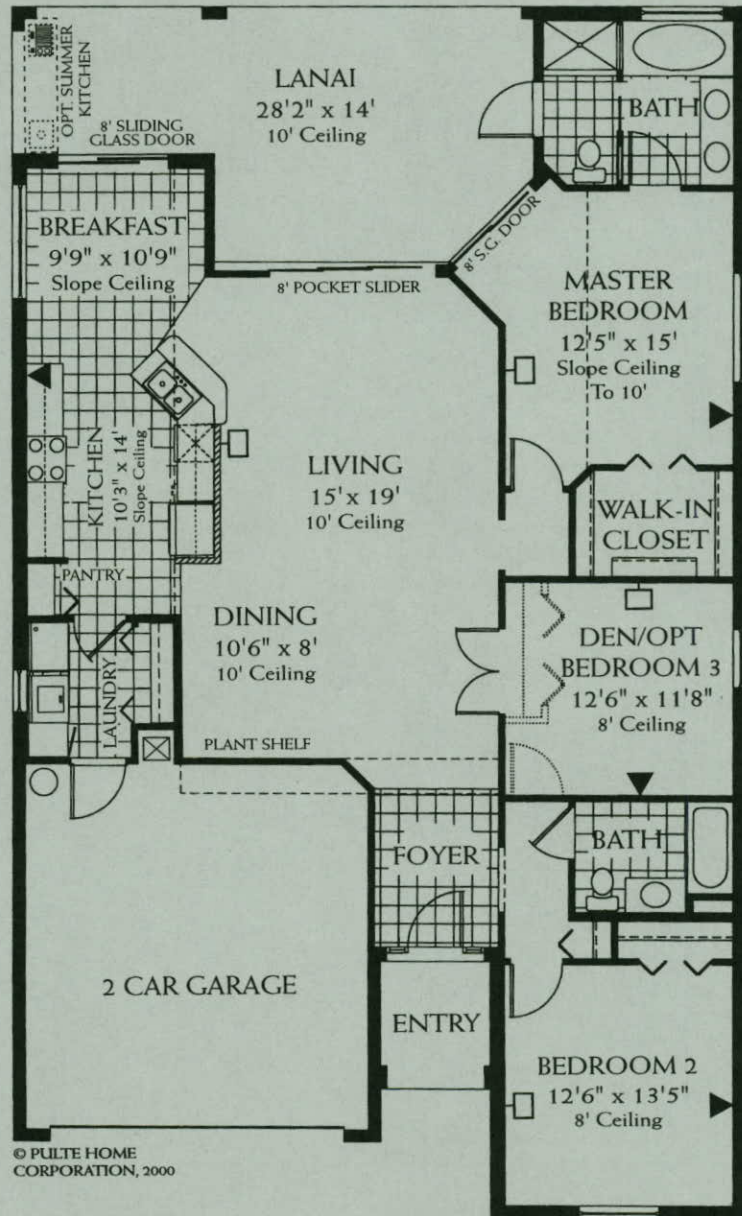 OPT. SUMMER
KITCHEN
LANAI
28'2" x 14'
10' Ceiling
8' SLIDING
GLASS DOOR
BATH
BREAKFAST
9'9" x 10'9"
Slope Ceiling
8' POCKET SLIDER
8' S.G. DOOR
MASTER
BEDROOM
12'5" x 15'
Slope Ceiling
To 10'
KITCHEN
10'3" x 14'
Slope Ceiling
LIVING
15' x 19'
10' Ceiling
WALK-IN
CLOSET
PANTRY
DINING
10'6" x 8'
10' Ceiling
DEN/OPT
BEDROOM 3
12'6" x 11'8"
8' Ceiling
LAUNDRY
PLANT SHELF
FOYER
BATH
2 CAR GARAGE
ENTRY
BEDROOM 2
12'6" x 13'5"
8' Ceiling
© PULTE HOME
CORPORATION, 2000